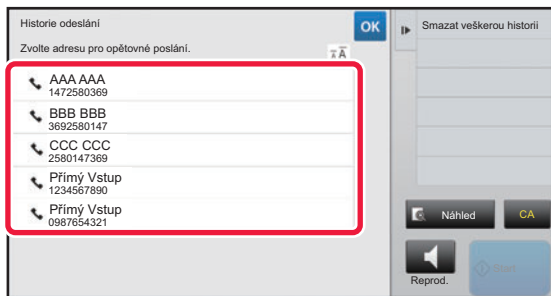 Historie odeslání
OK
Smazat veškerou historii
Zvolte adresu pro opětovné poslání.
AAA AAA
1472580369
BBB BBB
3692580147
CCC CCC
2580147369
Přímý Vstup
1234567890
Přímý Vstup
0987654321
Náhled
CA
Reprod.
Start